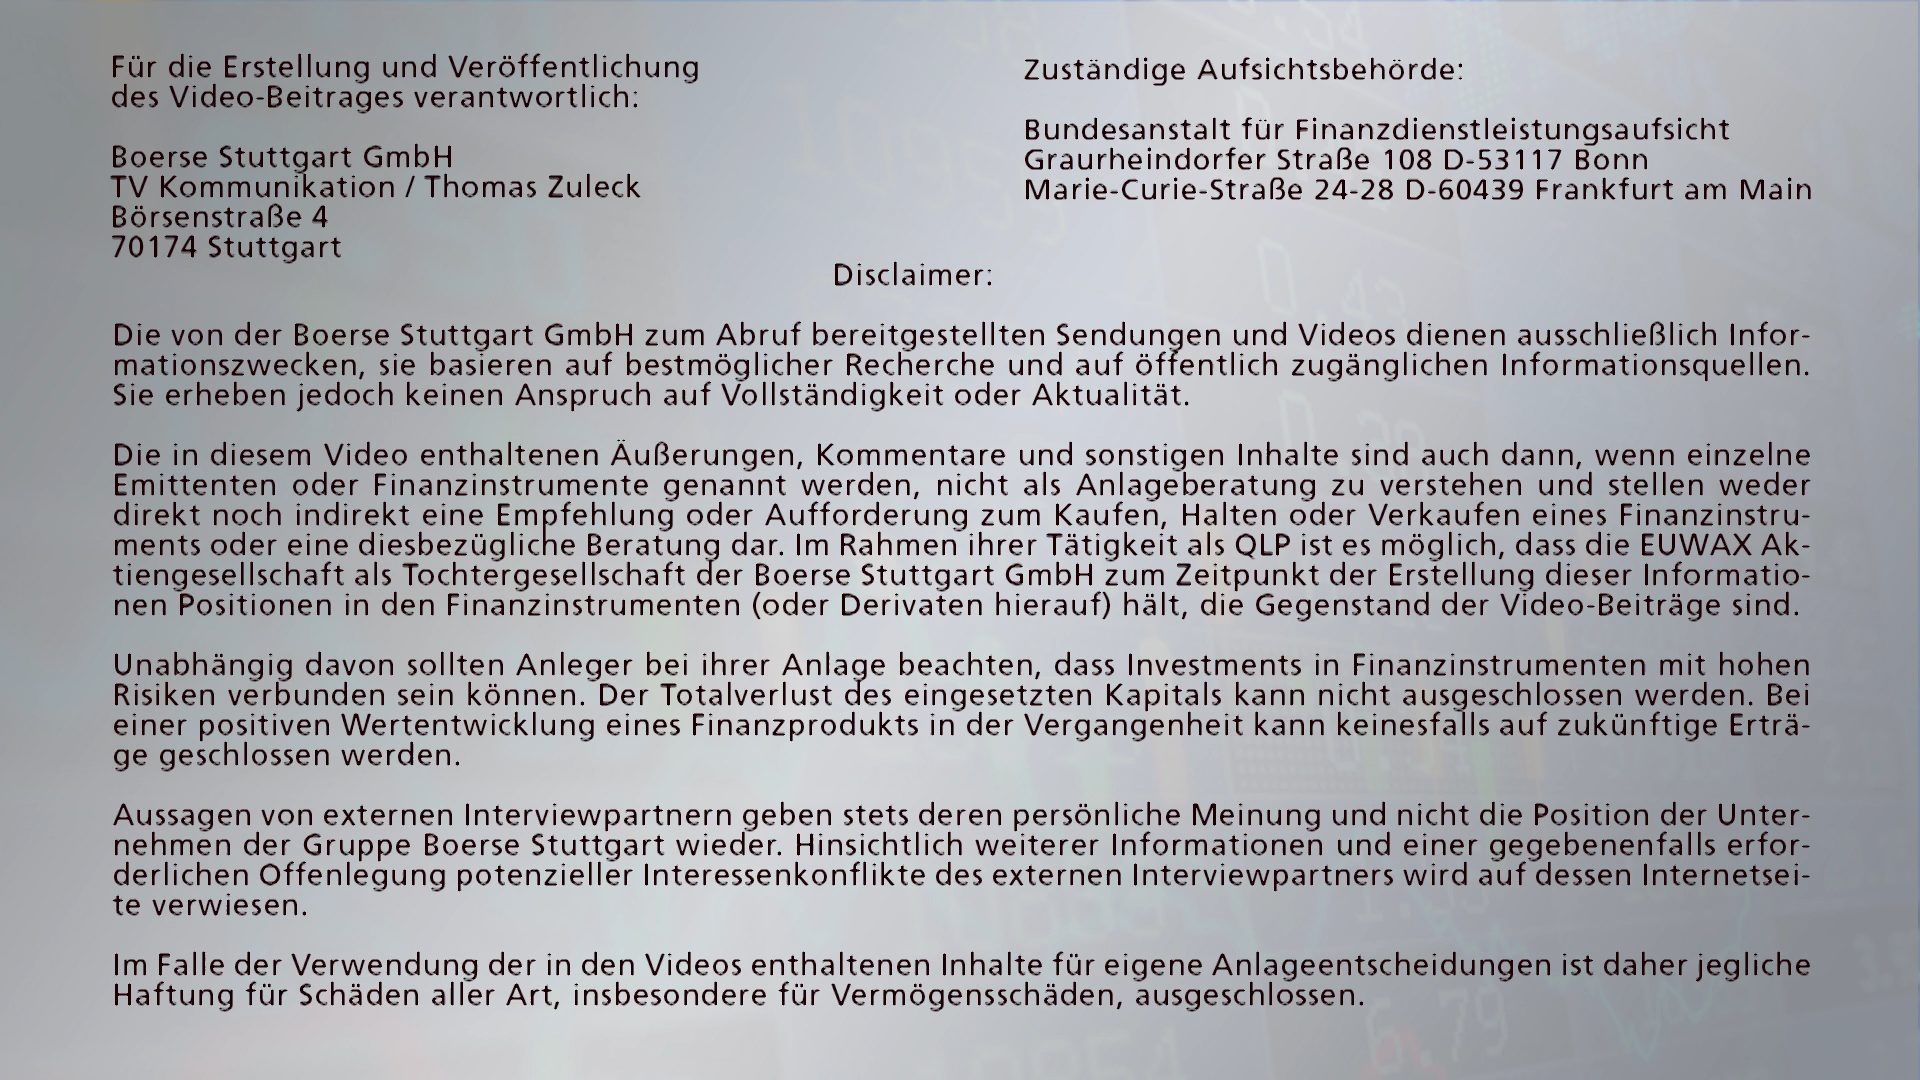 Für die Erstellung und Veröffentlichung
des Video-Beitrages verantwortlich:
Boerse Stuttgart GmbH
TV Kommunikation / Thomas Zuleck
Börsenstraße 4
70174 Stuttgart
Zuständige Aufsichtsbehörde:
Bundesanstalt für Finanzdienstleistungsaufsicht
Graurheindorfer Straße 108 D-53117 Bonn
Marie-Curie-Straße 24-28 D-60439 Frankfurt am Main
Disclaimer:
Die von der Boerse Stuttgart GmbH zum Abruf bereitgestellten Sendungen und Videos dienen ausschließlich Infor-
mationszwecken, sie basieren auf bestmöglicher Recherche und auf öffentlich zugänglichen Informationsquellen.
Sie erheben jedoch keinen Anspruch auf Vollständigkeit oder Aktualität.
Die in diesem Video enthaltenen Äußerungen, Kommentare und sonstigen Inhalte sind auch dann, wenn einzelne
Emittenten oder Finanzinstrumente genannt werden, nicht als Anlageberatung zu verstehen und stellen weder
direkt noch indirekt eine Empfehlung oder Aufforderung zum Kaufen, Halten oder Verkaufen eines Finanzinstru-
ments oder eine diesbezügliche Beratung dar. Im Rahmen ihrer Tätigkeit als QLP ist es möglich, dass die EUWAX Ak-
tiengesellschaft als Tochtergesellschaft der Boerse Stuttgart GmbH zum Zeitpunkt der Erstellung dieser Informatio-
nen Positionen in den Finanzinstrumenten (oder Derivaten hierauf) hält, die Gegenstand der Video-Beiträge sind.
Unabhängig davon sollten Anleger bei ihrer Anlage beachten, dass Investments in Finanzinstrumenten mit hohen
Risiken verbunden sein können. Der Totalverlust des eingesetzten Kapitals kann nicht ausgeschlossen werden. Bei
einer positiven Wertentwicklung eines Finanzprodukts in der Vergangenheit kann keinesfalls auf zukünftige Erträ-
ge geschlossen werden.
Aussagen von externen Interviewpartnern geben stets deren persönliche Meinung und nicht die Position der Unter-
nehmen der Gruppe Boerse Stuttgart wieder. Hinsichtlich weiterer Informationen und einer gegebenenfalls erfor-
derlichen Offenlegung potenzieller Interessenkonflikte des externen Interviewpartners wird auf dessen Internetsei-
te verwiesen.
Im Falle der Verwendung der in den Videos enthaltenen Inhalte für eigene Anlageentscheidungen ist daher jegliche
Haftung für Schäden aller Art, insbesondere für Vermögensschäden, ausgeschlossen.